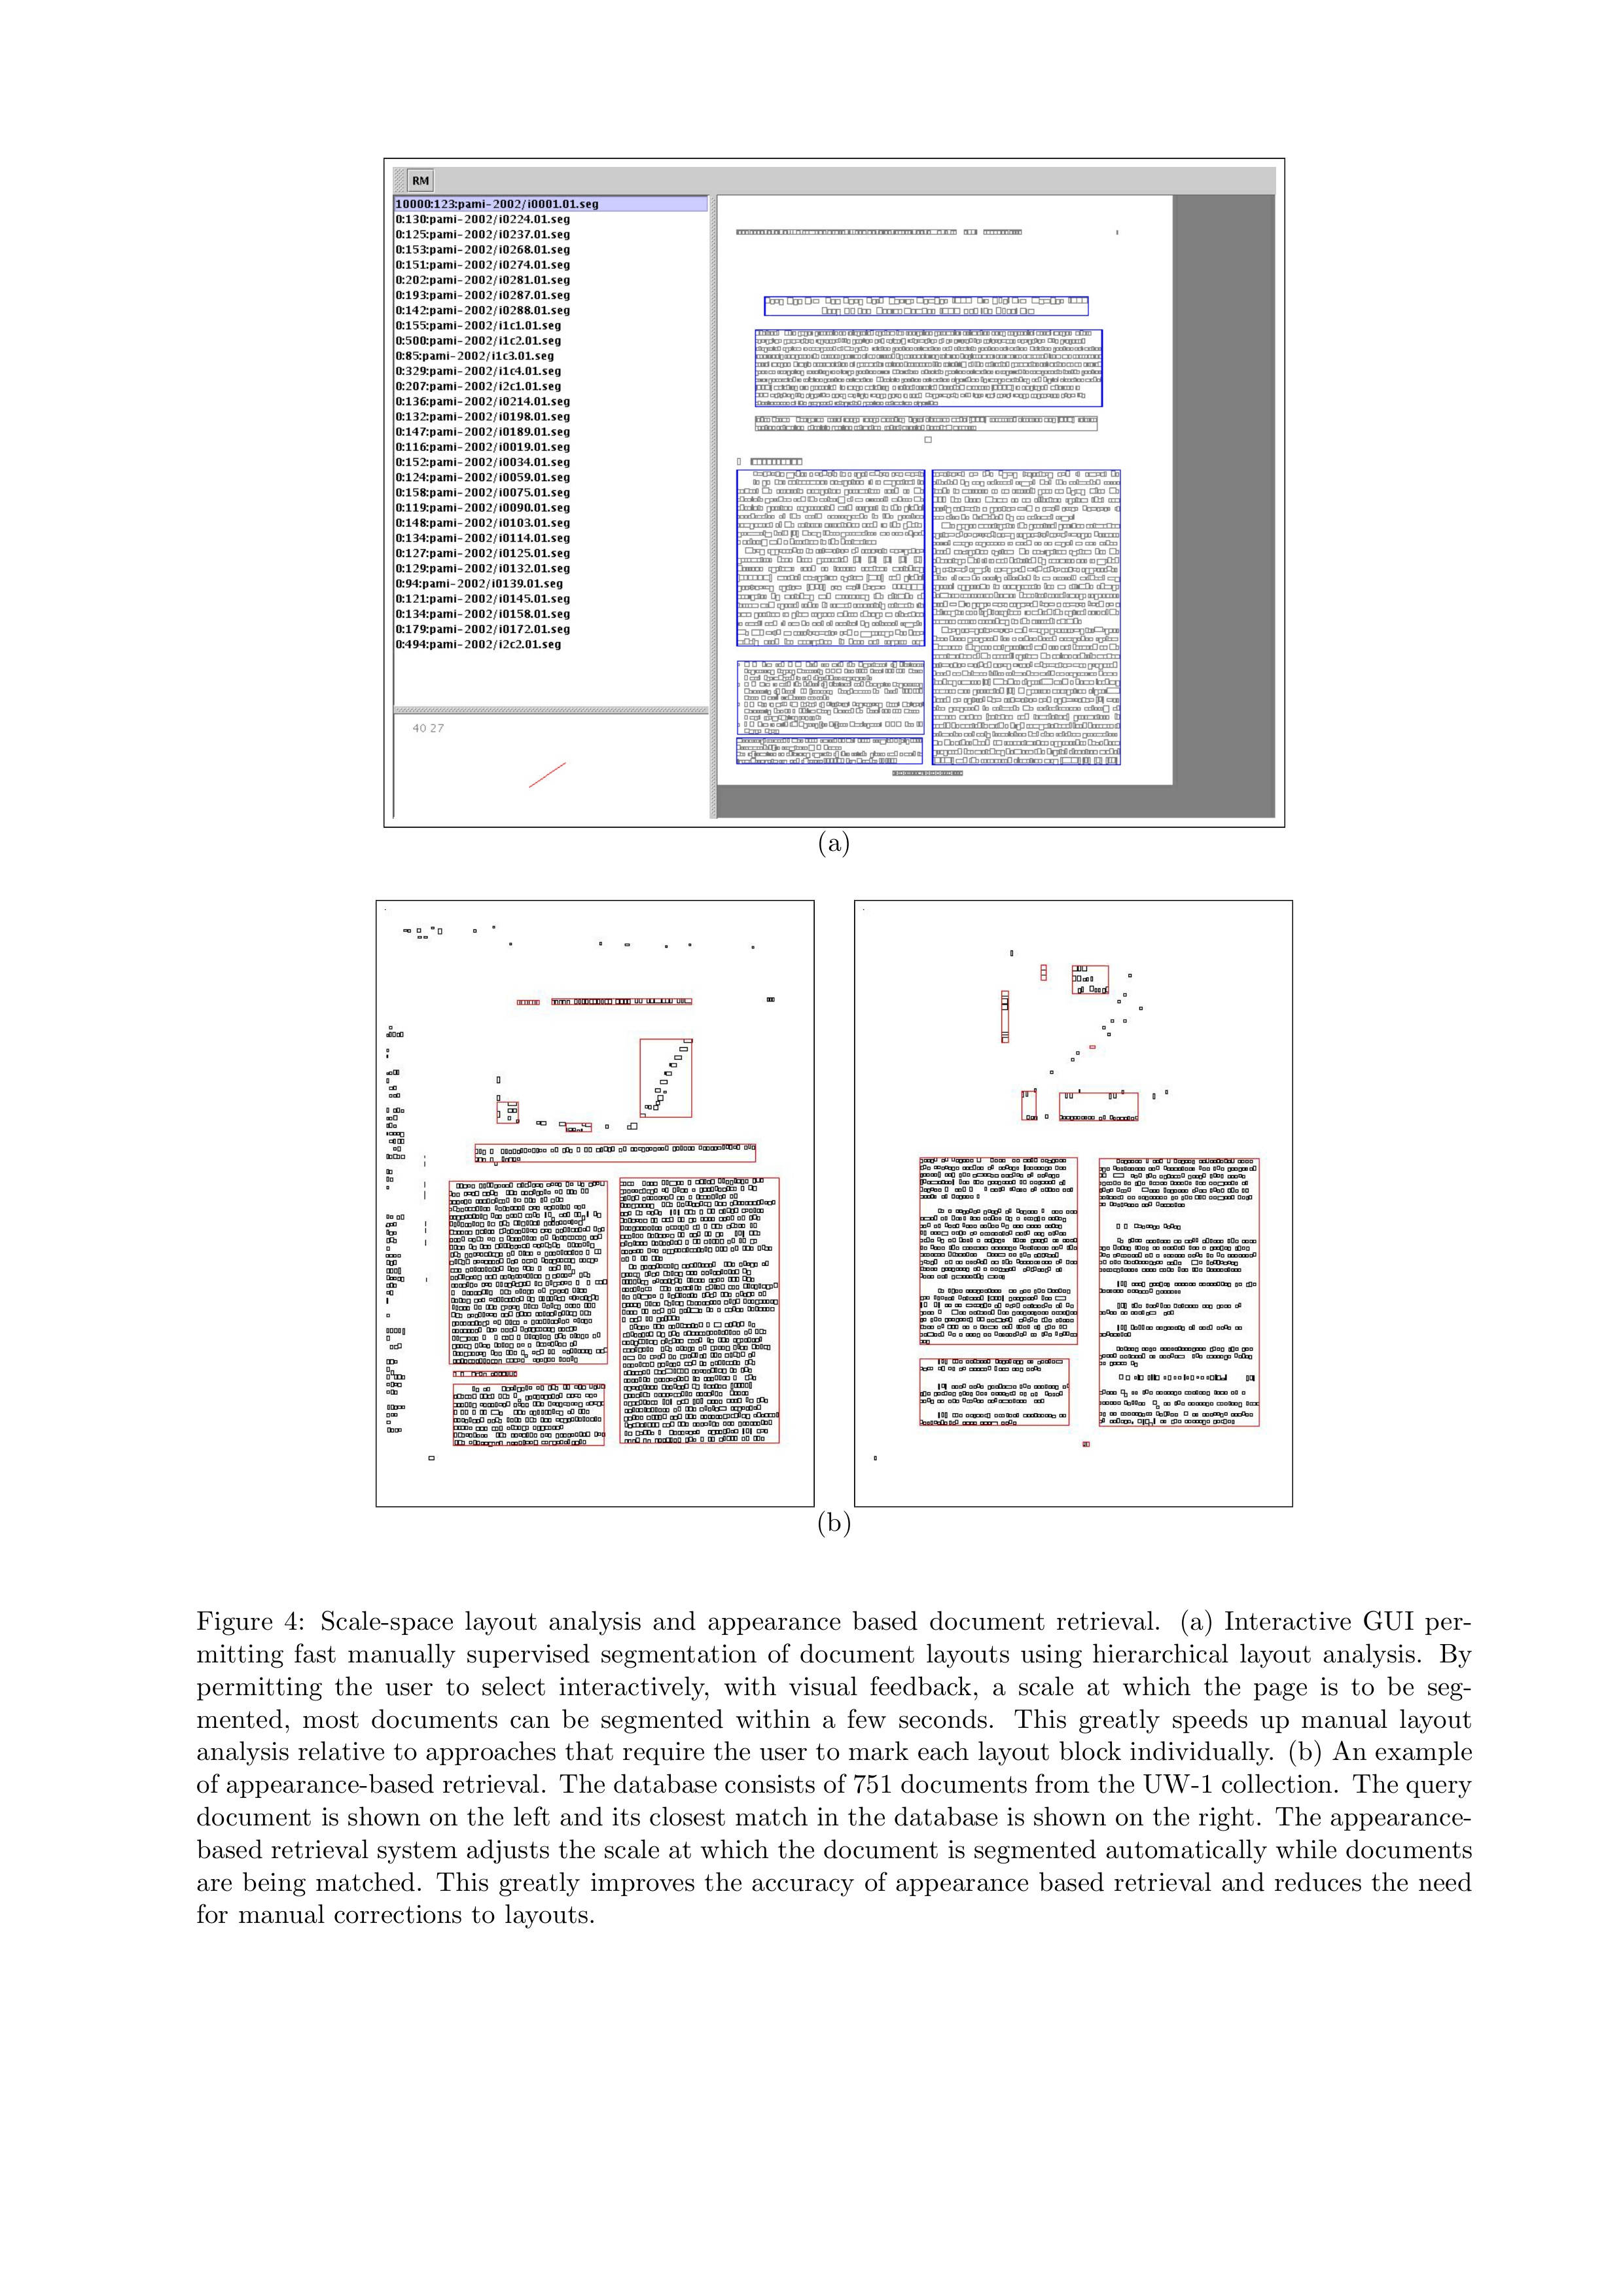 RM
10000:123:pami-2002/i0001.01.seg
0:130:pami-2002/i0224.01.seg
0:125:pami-2002/i0237.01.seg
0:153:pami-2002/i0268.01.seg
0:151:pami-2002/i0274.01.seg
0:202:pami-2002/i0281.01.seg
0:193:pami-2002/i0287.01.seg
0:142:pami-2002/i0288.01.seg
0:155:pami-2002/i1c1.01.seg
0:500:pami-2002/i1c2.01.seg
0:85:pami-2002/i1c3.01.seg
0:329:pami-2002/i1c4.01.seg
0:207:pami-2002/i2c1.01.seg
0:136:pami-2002/i0214.01.seg
0:132:pami-2002/i0198.01.seg
0:147:pami-2002/i0189.01.seg
0:116:pami-2002/i0019.01.seg
0:152:pami-2002/i0034.01.seg
0:124:pami-2002/i0059.01.seg
0:158:pami-2002/i0075.01.seg
0:119:pami-2002/i0090.01.seg
0:148:pami-2002/i0103.01.seg
0:134:pami-2002/i0114.01.seg
0:127:pami-2002/i0125.01.seg
0:129:pami-2002/i0132.01.seg
0:94:pami-2002/i0139.01.seg
0:121:pami-2002/i0145.01.seg
0:134:pami-2002/i0158.01.seg
0:179:pami-2002/i0172.01.seg
0:494:pami-2002/i2c2.01.seg
40 27
(a)
(b)
Figure 4: Scale-space layout analysis and appearance based document retrieval. (a) Interactive GUI per-
mitting fast manually supervised segmentation of document layouts using hierarchical layout analysis. By
permitting the user to select interactively, with visual feedback, a scale at which the page is to be seg-
mented, most documents can be segmented within a few seconds. This greatly speeds up manual layout
analysis relative to approaches that require the user to mark each layout block individually. (b) An example
of appearance-based retrieval. The database consists of 751 documents from the UW-1 collection. The query
document is shown on the left and its closest match in the database is shown on the right. The appearance-
based retrieval system adjusts the scale at which the document is segmented automatically while documents
are being matched. This greatly improves the accuracy of appearance based retrieval and reduces the need
for manual corrections to layouts.